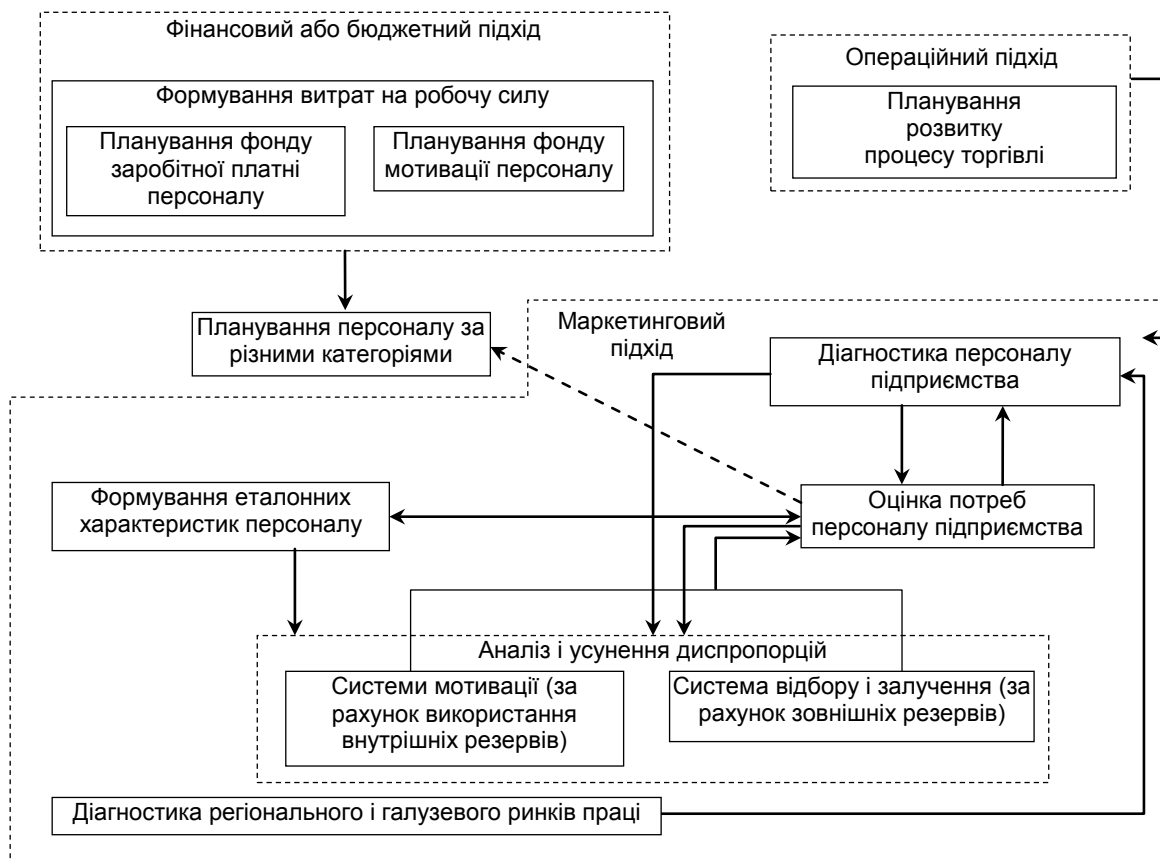 Фінансовий або бюджетний підхід
Формування витрат на робочу силу
Планування фонду
заробітної платні
персоналу
Планування фонду
мотивації персоналу
Операційний підхід
Планування
розвитку
процесу торгівлі
Планування персоналу за
різними категоріями
Маркетинговий
підхід
Діагностика персоналу
підприємства
Формування еталонних
характеристик персоналу
Оцінка потреб
персоналу підприємства
Аналіз і усунення диспропорцій
Системи мотивації (за
рахунок використання
внутрішніх резервів)
Система відбору і залучення (за
рахунок зовнішніх резервів)
Діагностика регіонального і галузевого ринків праці